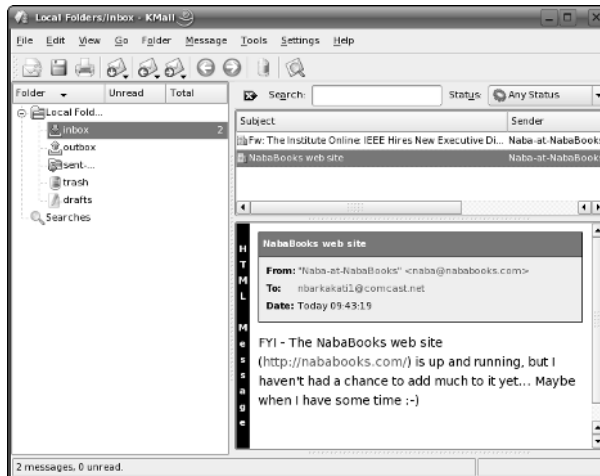 Local Folders/inbox - KMail
File Edit View Go Folder Message Tools Settings Help
Folder Unread Total
Search: Status: Any Status
Local Fold...
inbox 2
outbox
sent-...
trash
drafts
Searches
Subject Sender
Fw: The Institute Online: IEEE Hires New Executive Di... Naba-at-NabaBooks
NabaBooks web site Naba-at-NabaBooks
HTML Message
NabaBooks web site
From: "Naba-at-NabaBooks" <naba@nababooks.com>
To: nbarkakati1@comcast.net
Date: Today 09:43:19
FYI - The NabaBooks web site
(http://nababooks.com/) is up and running, but I
haven't had a chance to add much to it yet... Maybe
when I have some time :-)
2 messages, 0 unread.